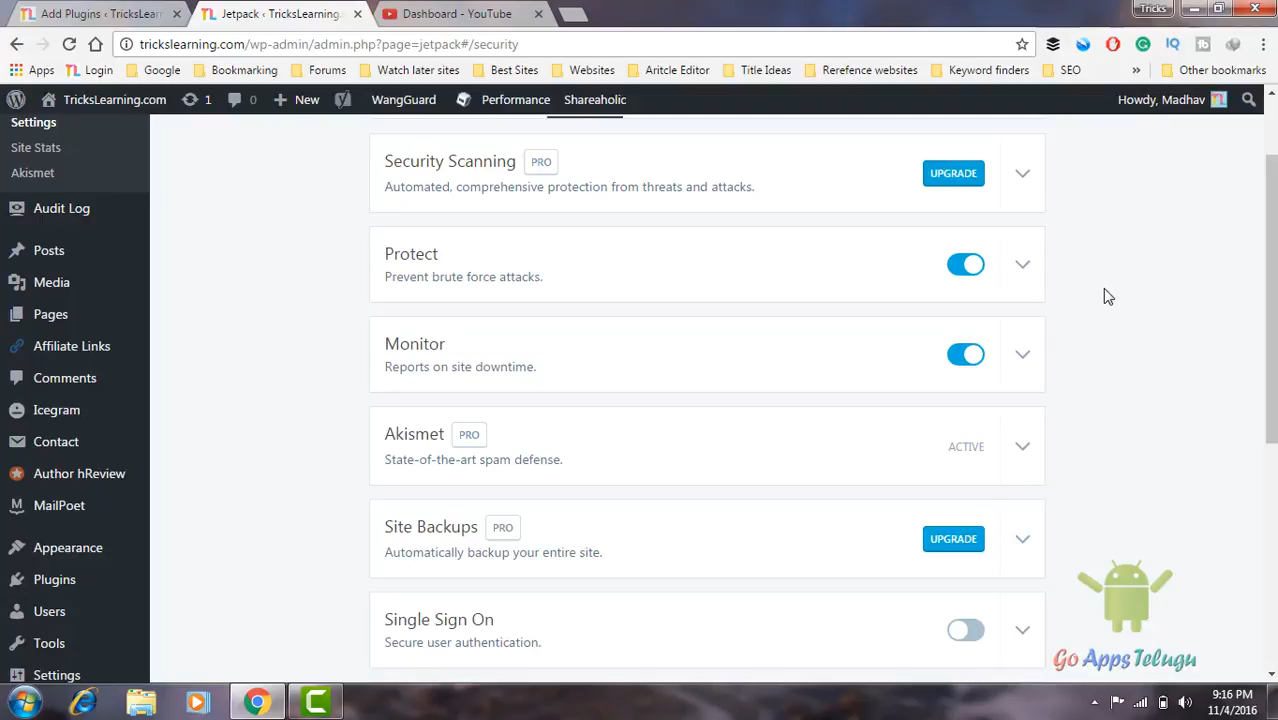 Add Plugins ‹ TricksLear
Jetpack ‹ TricksLearning.
Dashboard - YouTube
Tricks
trickslearning.com/wp-admin/admin.php?page=jetpack#/security
Apps
Login
Google
Bookmarking
Forums
Watch later sites
Best Sites
Websites
Aritcle Editor
Title Ideas
Rerefence websites
Keyword finders
SEO
»
Other bookmarks
TricksLearning.com
1
0
New
WangGuard
Performance
Shareaholic
Howdy, Madhav
Settings
Site Stats
Akismet
Audit Log
Posts
Media
Pages
Affiliate Links
Comments
Icegram
Contact
Author hReview
MailPoet
Appearance
Plugins
Users
Tools
Settings
Security Scanning PRO
Automated, comprehensive protection from threats and attacks.
UPGRADE
Protect
Prevent brute force attacks.
Monitor
Reports on site downtime.
Akismet PRO
State-of-the-art spam defense.
ACTIVE
Site Backups PRO
Automatically backup your entire site.
UPGRADE
Single Sign On
Secure user authentication.
Go AppsTelugu
9:16 PM
11/4/2016